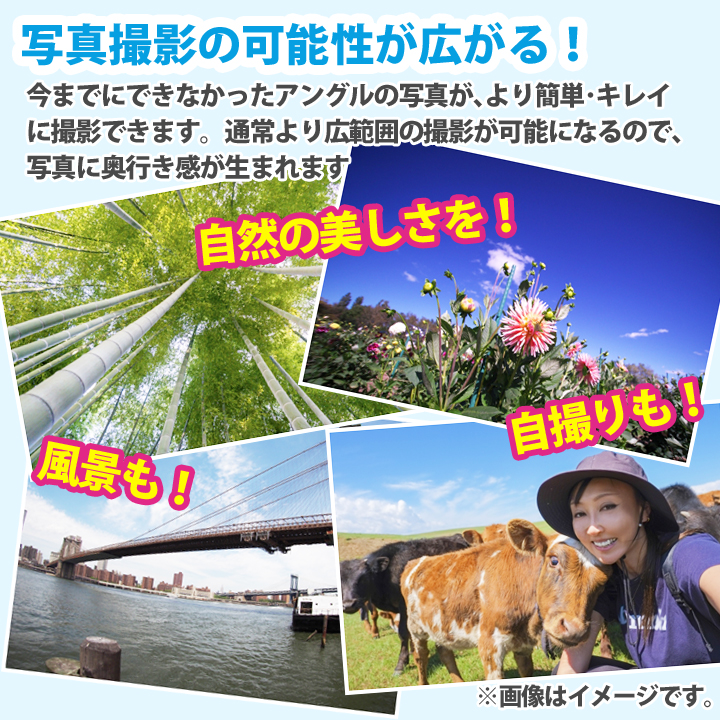 写真撮影の可能性が広がる！
今までにできなかったアングルの写真が、より簡単・キレイ
に撮影できます。通常より広範囲の撮影が可能になるので、
写真に奥行き感が生まれます
自然の美しさを！
自撮りも！
風景も！
※画像はイメージです。